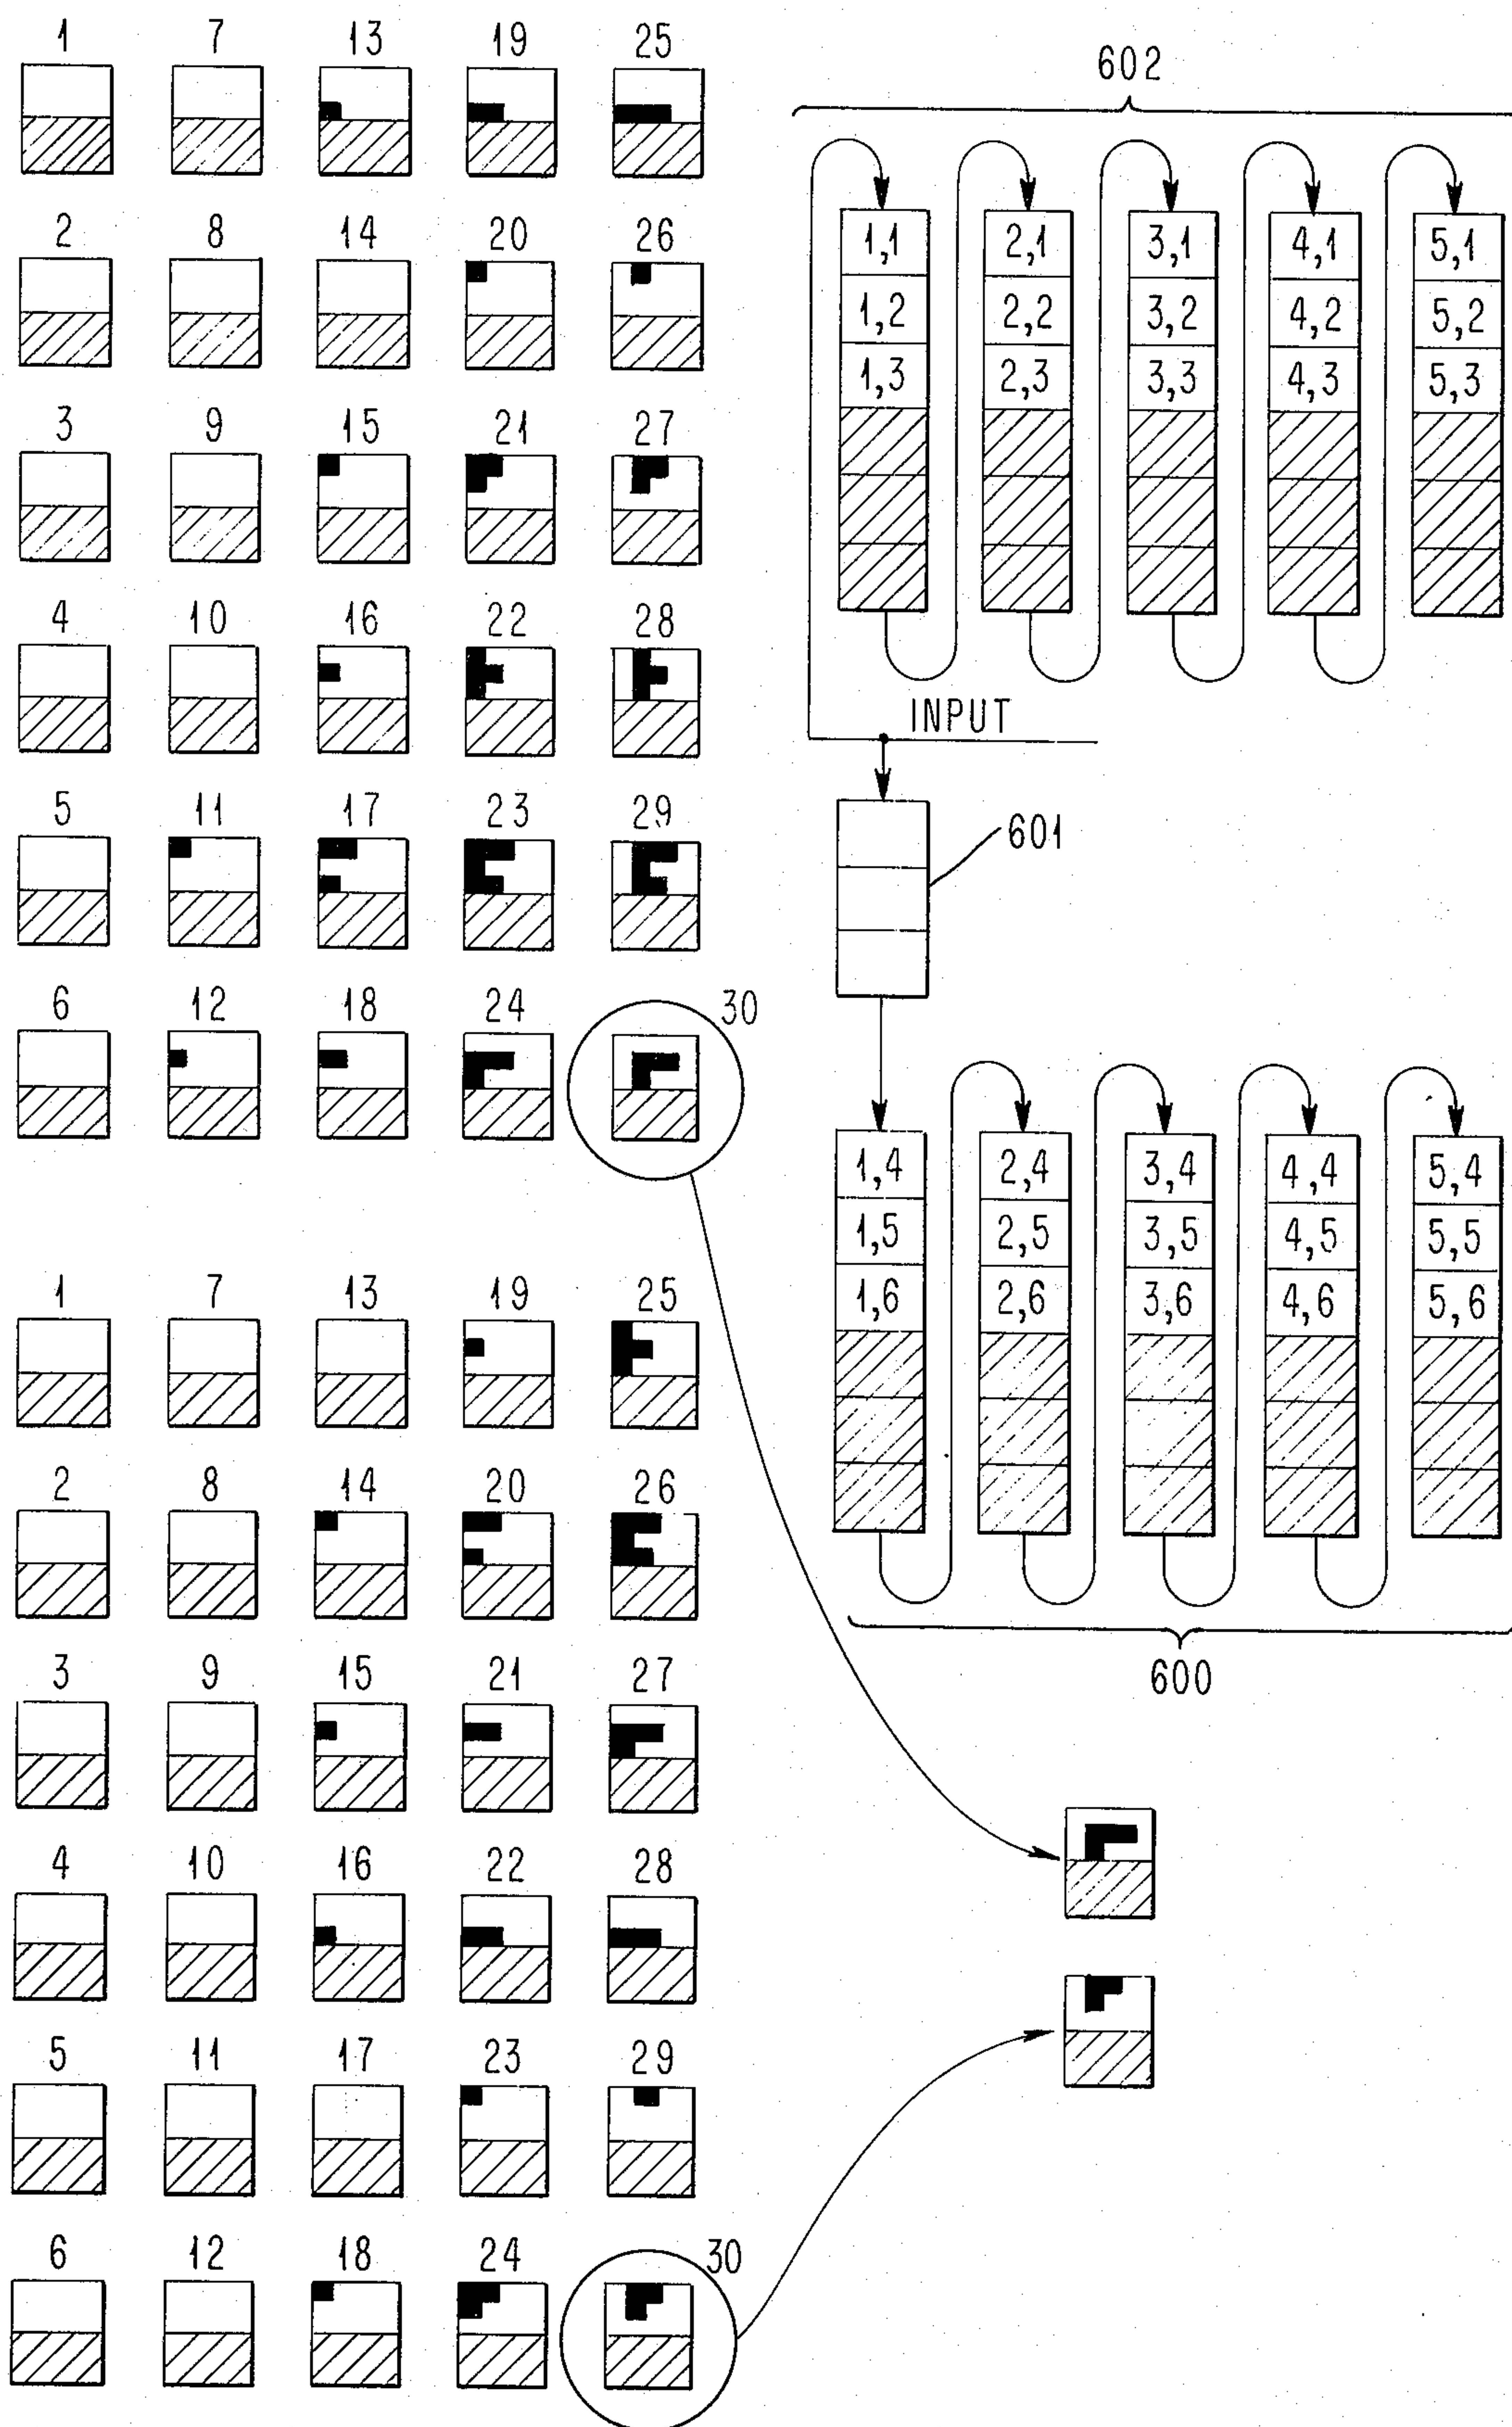 1 7 13 19 25
2 8 14 20 26
3 9 15 21 27
4 10 16 22 28
5 11 17 23 29
6 12 18 24 30
1 7 13 19 25
2 8 14 20 26
3 9 15 21 27
4 10 16 22 28
5 11 17 23 29
6 12 18 24 30
602
1,1 2,1 3,1 4,1 5,1
1,2 2,2 3,2 4,2 5,2
1,3 2,3 3,3 4,3 5,3
INPUT
601
1,4 2,4 3,4 4,4 5,4
1,5 2,5 3,5 4,5 5,5
1,6 2,6 3,6 4,6 5,6
600